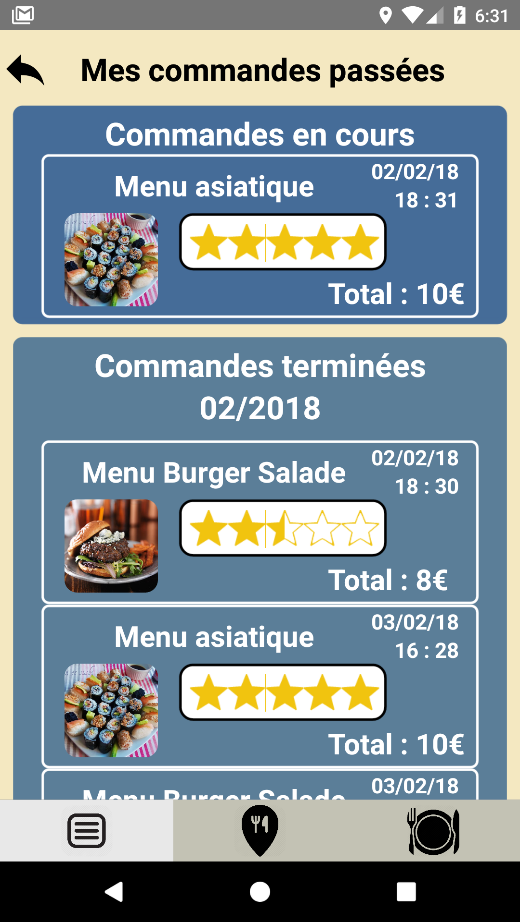 6:31
Mes commandes passées
Commandes en cours
02/02/18
Menu asiatique
18 : 31
Total : 10€
Commandes terminées
02/2018
02/02/18
Menu Burger Salade
18 : 30
Total : 8€
03/02/18
Menu asiatique
16 : 28
Total : 10€
03/02/18
Menu Burger Salade